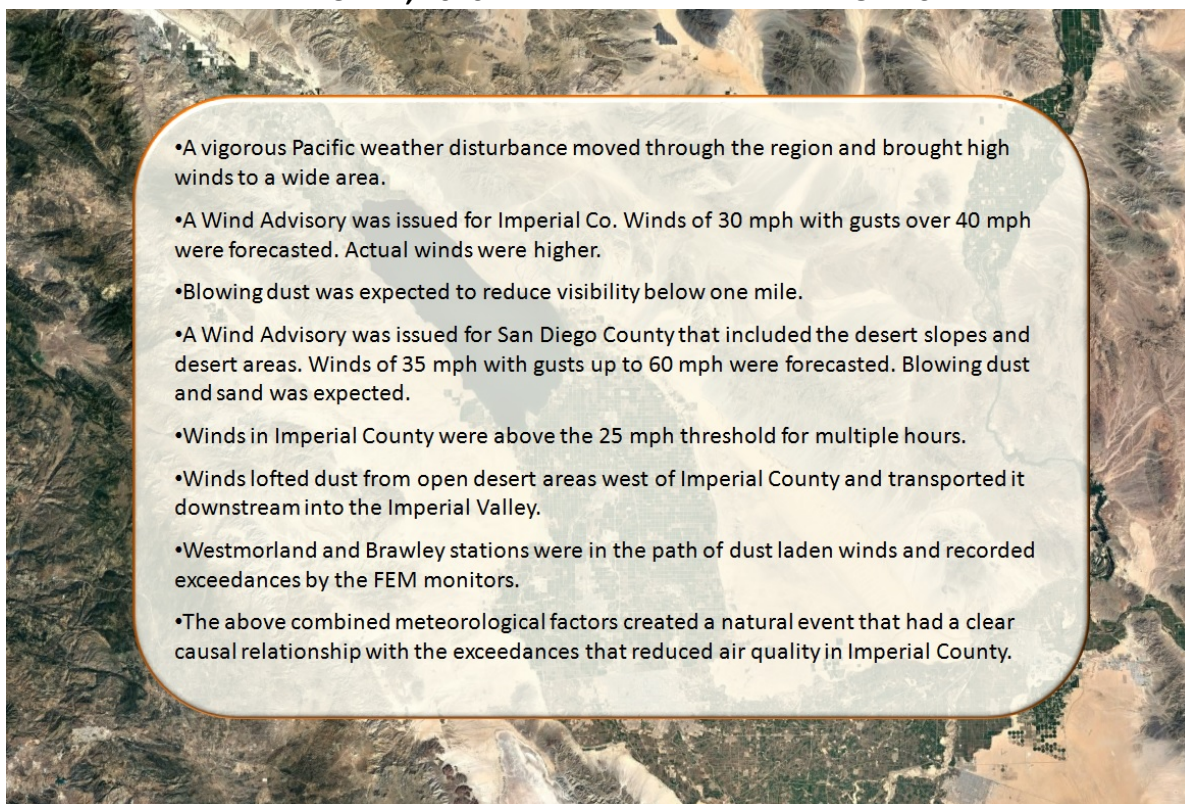 •A vigorous Pacific weather disturbance moved through the region and brought high
winds to a wide area.
•A Wind Advisory was issued for Imperial Co. Winds of 30 mph with gusts over 40 mph
were forecasted. Actual winds were higher.
•Blowing dust was expected to reduce visibility below one mile.
•A Wind Advisory was issued for San Diego County that included the desert slopes and
desert areas. Winds of 35 mph with gusts up to 60 mph were forecasted. Blowing dust
and sand was expected.
•Winds in Imperial County were above the 25 mph threshold for multiple hours.
•Winds lofted dust from open desert areas west of Imperial County and transported it
downstream into the Imperial Valley.
•Westmorland and Brawley stations were in the path of dust laden winds and recorded
exceedances by the FEM monitors.
•The above combined meteorological factors created a natural event that had a clear
causal relationship with the exceedances that reduced air quality in Imperial County.